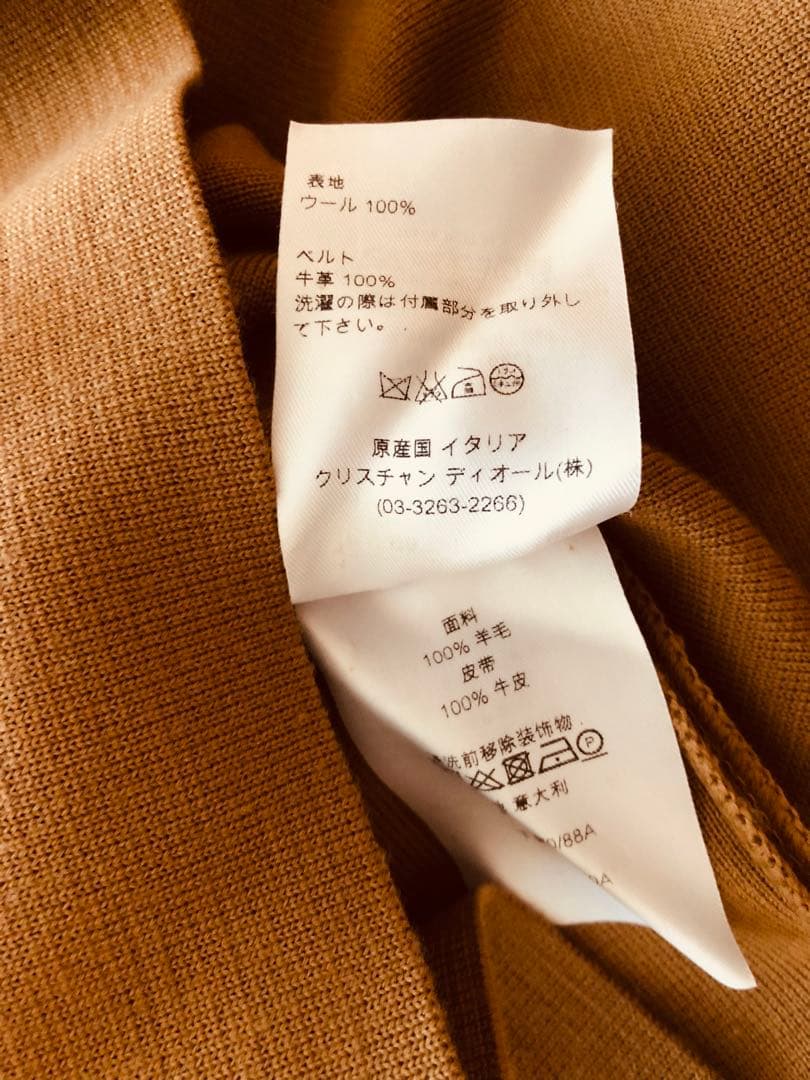 表地
ウール 100%
ベルト
牛革 100%
洗濯の際は付属部分を取り外し
て下さい。
原産国 イタリア
クリスチャン ディオール(株)
(03-3263-2266)
面料
100% 羊毛
皮带
100% 牛皮
洗前移除装饰物
P
意大利
/88A